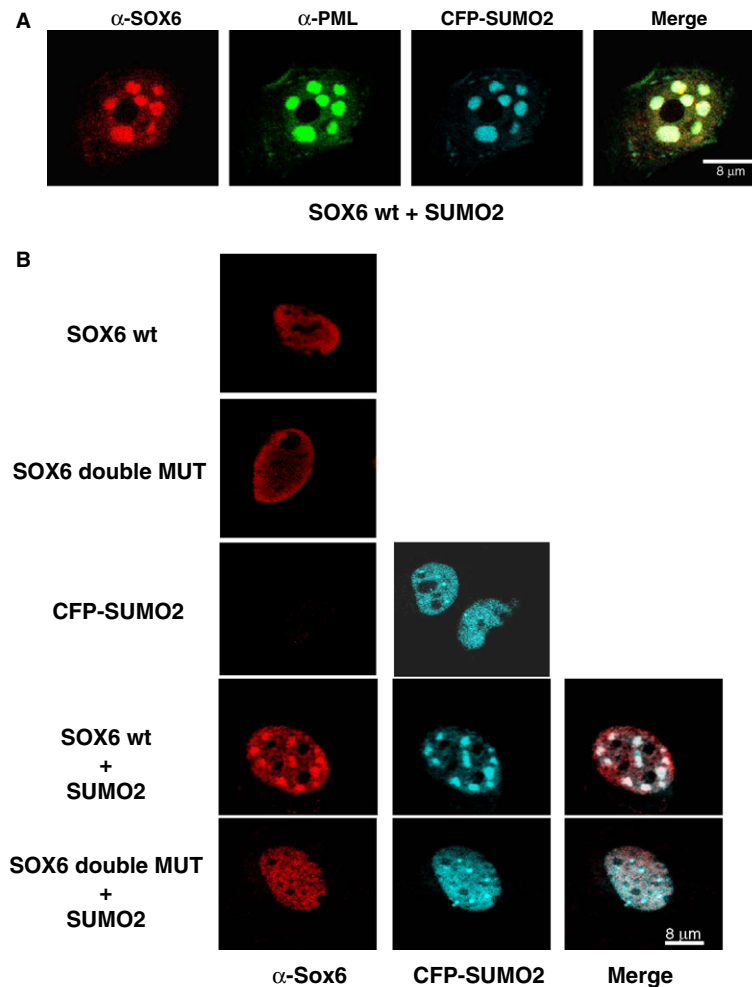 A
α-SOX6 α-PML CFP-SUMO2 Merge
8 µm
SOX6 wt + SUMO2
B
SOX6 wt
SOX6 double MUT
CFP-SUMO2
SOX6 wt
+
SUMO2
SOX6 double MUT
+
SUMO2
8 µm
α-Sox6 CFP-SUMO2 Merge